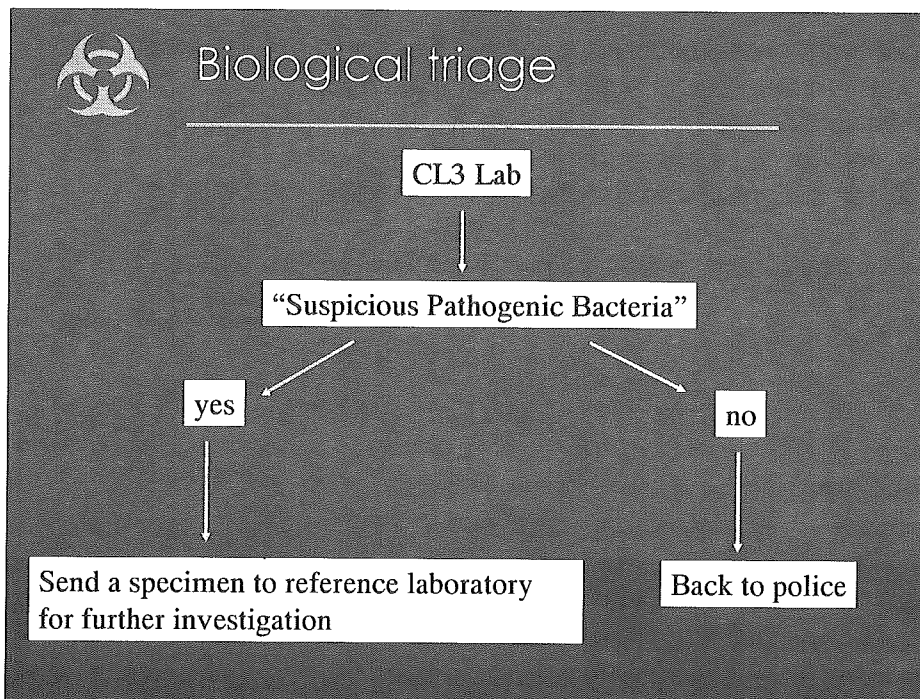 Biological triage
CL3 Lab
“Suspicious Pathogenic Bacteria”
yes
no
Send a specimen to reference laboratory
for further investigation
Back to police